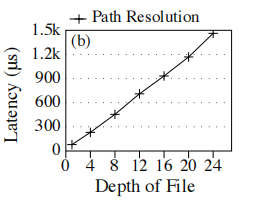 Path Resolution
(b)
Latency (μs)
1.5k
1.2k
900
600
300
0
0 4 8 12 16 20 24
Depth of File